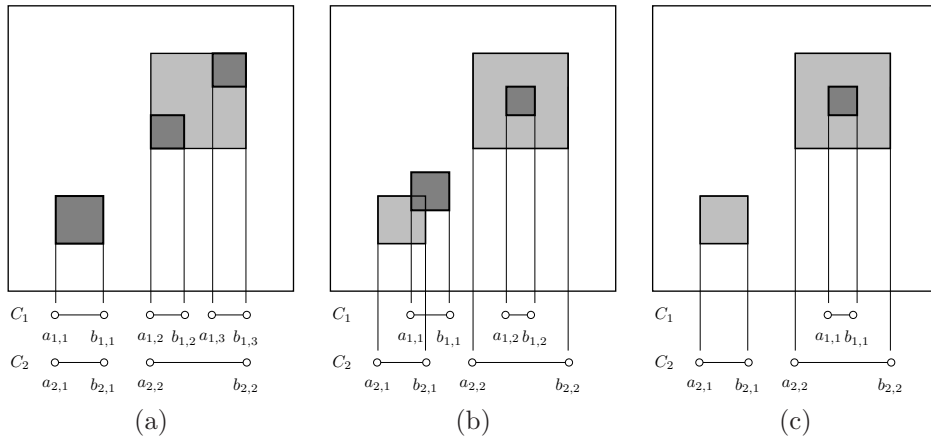 C₁ C₁ C₁
a₁,₁ b₁,₁ a₁,₂ b₁,₂ a₁,₃ b₁,₃ a₁,₁ b₁,₁ a₁,₂ b₁,₂ a₁,₁ b₁,₁
C₂ C₂ C₂
a₂,₁ b₂,₁ a₂,₂ b₂,₂ a₂,₁ b₂,₁ a₂,₂ b₂,₂ a₂,₁ b₂,₁ a₂,₂ b₂,₂
(a) (b) (c)